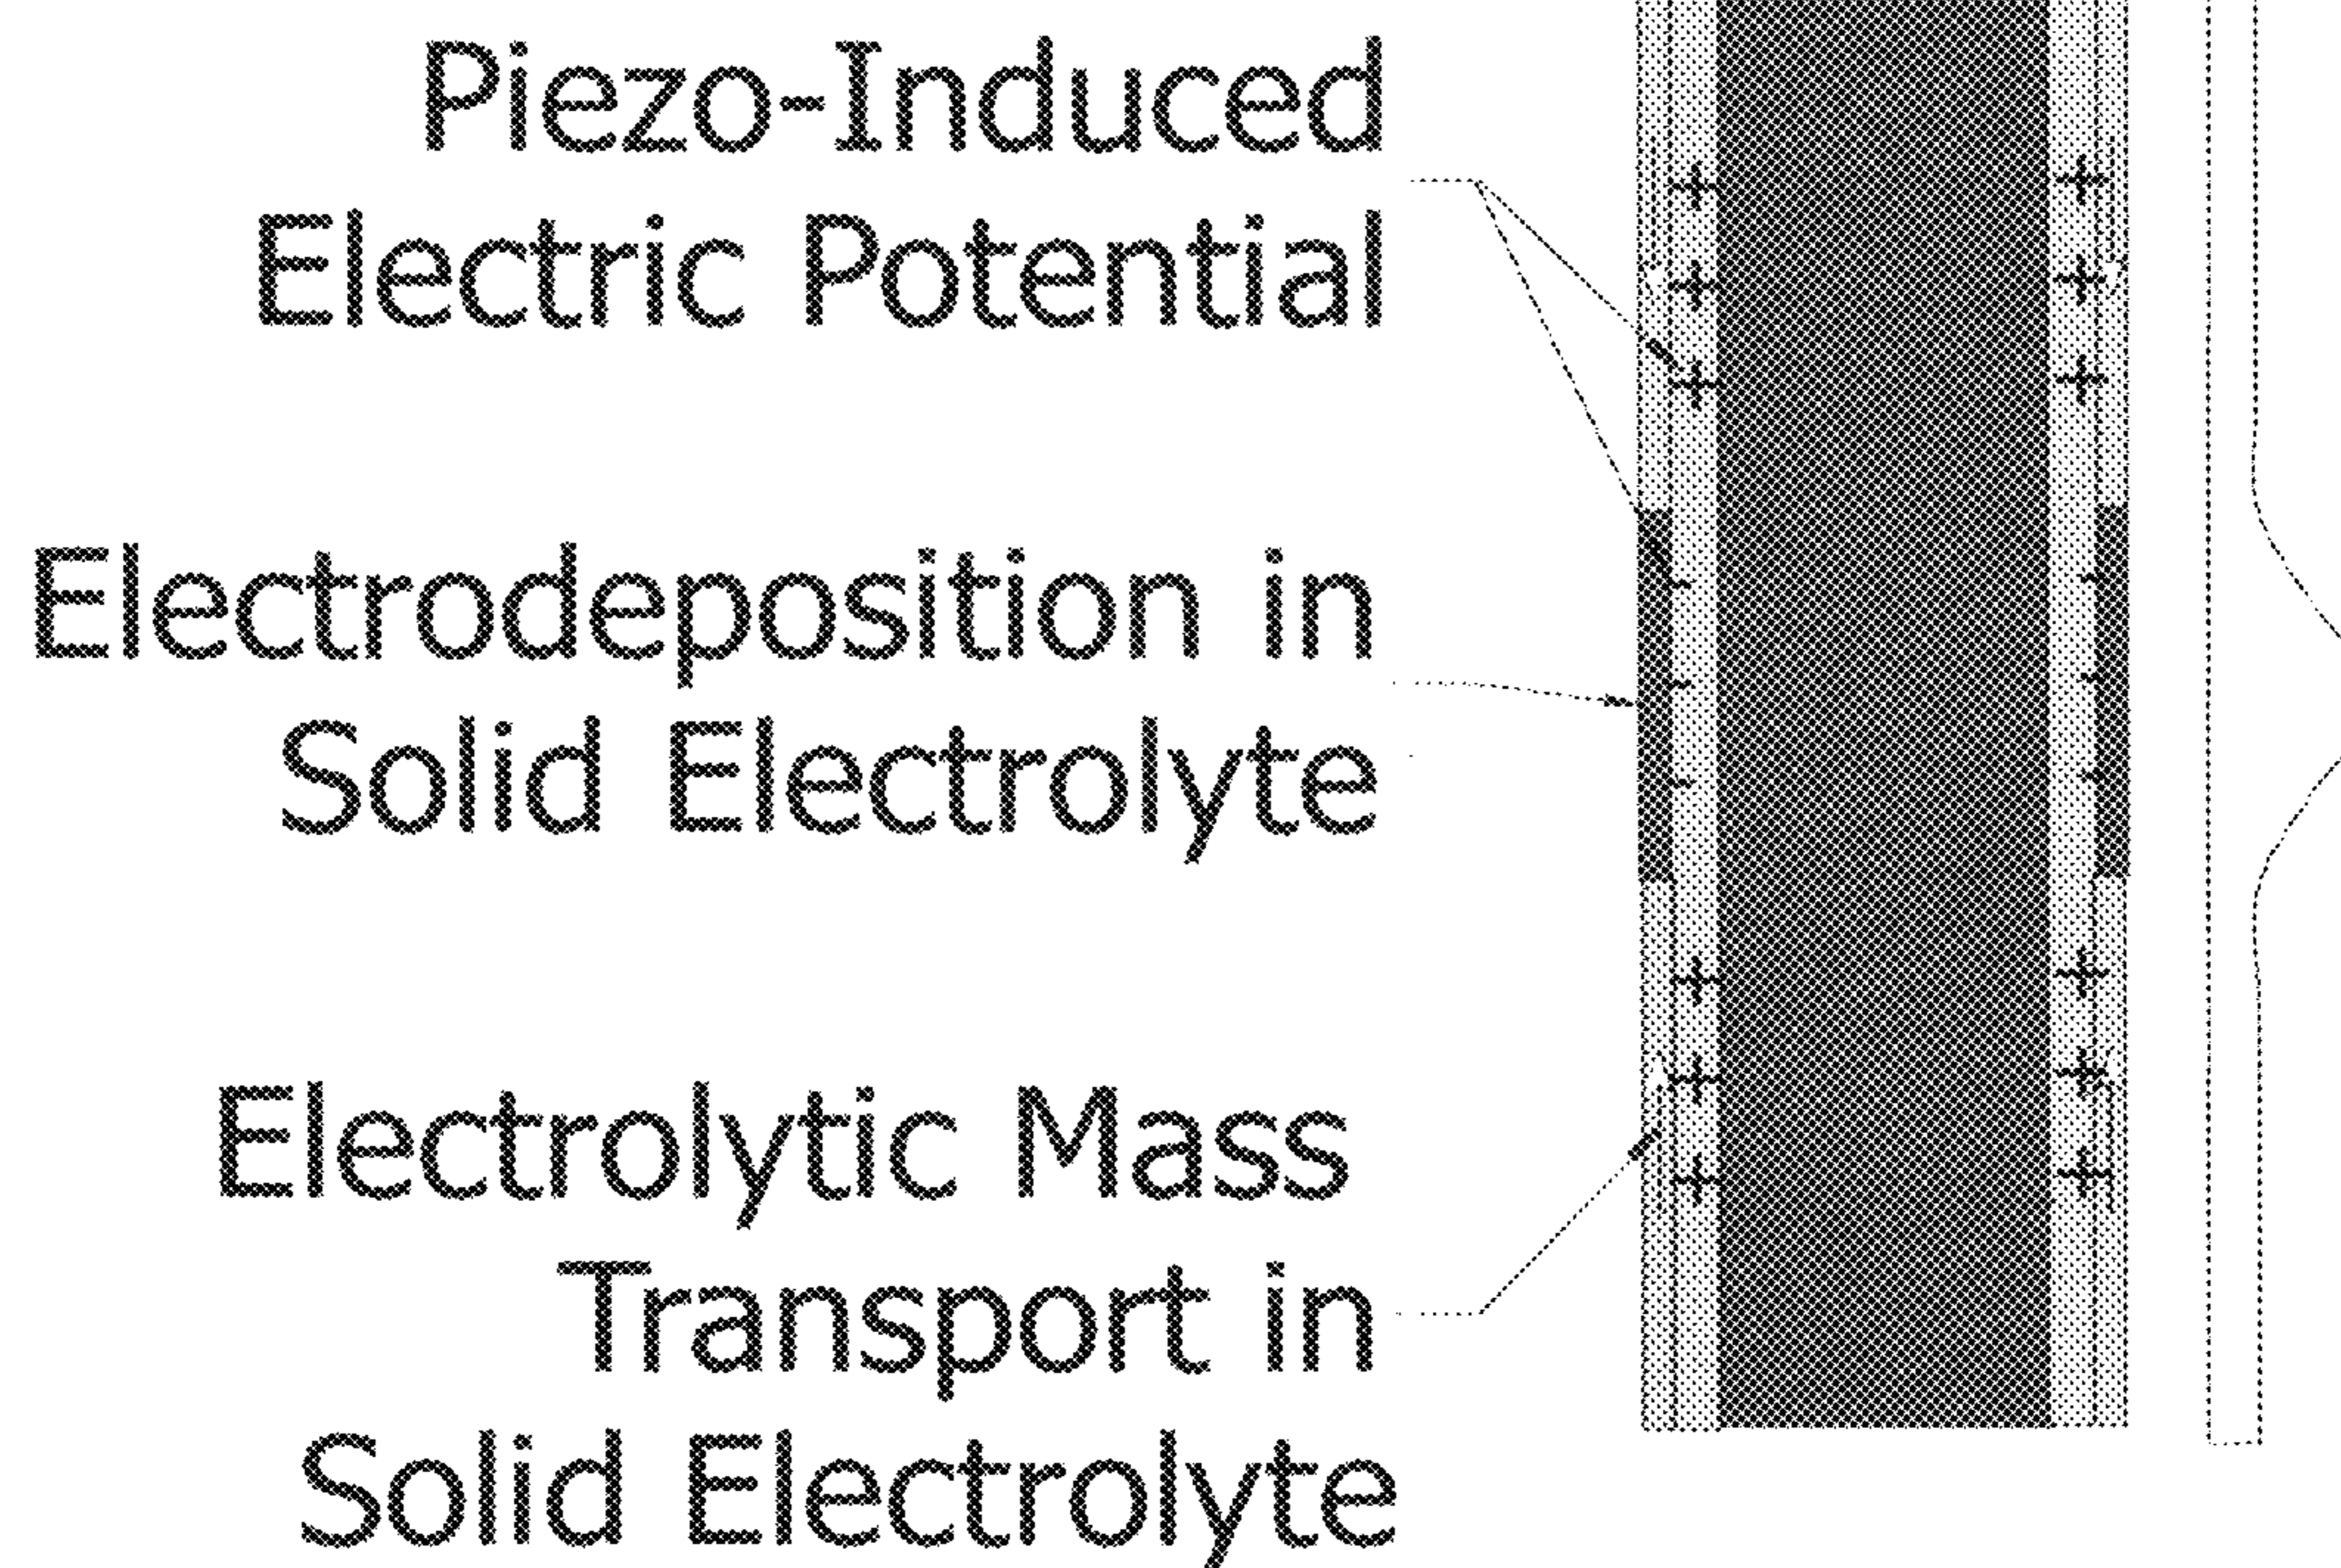 Piezo-Induced
Electric Potential
Electrodeposition in
Solid Electrolyte
Electrolytic Mass
Transport in
Solid Electrolyte